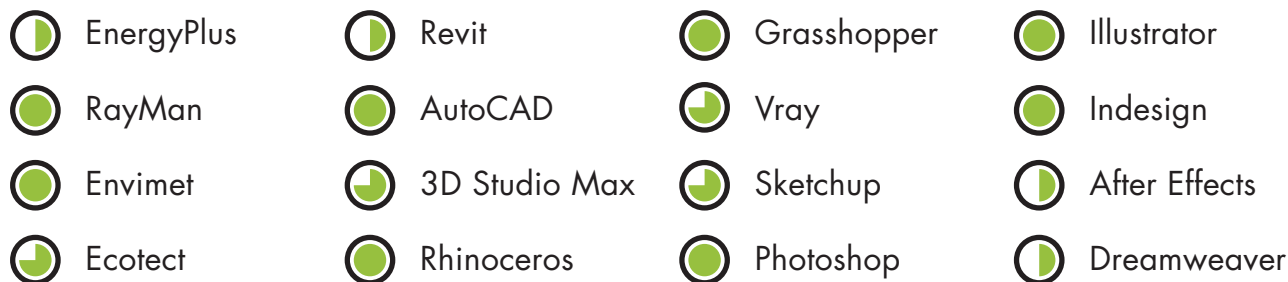 EnergyPlus
RayMan
Envimet
Ecotect
Revit
AutoCAD
3D Studio Max
Rhinoceros
Grasshopper
Vray
Sketchup
Photoshop
Illustrator
Indesign
After Effects
Dreamweaver